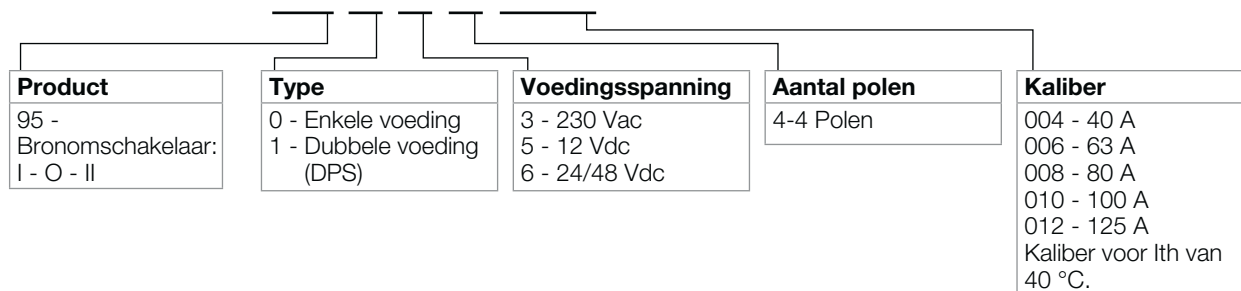 Product
95 -
Bronomschakelaar:
I - O - II
Type
0 - Enkele voeding
1 - Dubbele voeding
(DPS)
Voedingsspanning
3 - 230 Vac
5 - 12 Vdc
6 - 24/48 Vdc
Aantal polen
4-4 Polen
Kaliber
004 - 40 A
006 - 63 A
008 - 80 A
010 - 100 A
012 - 125 A
Kaliber voor Ith van
40 °C.